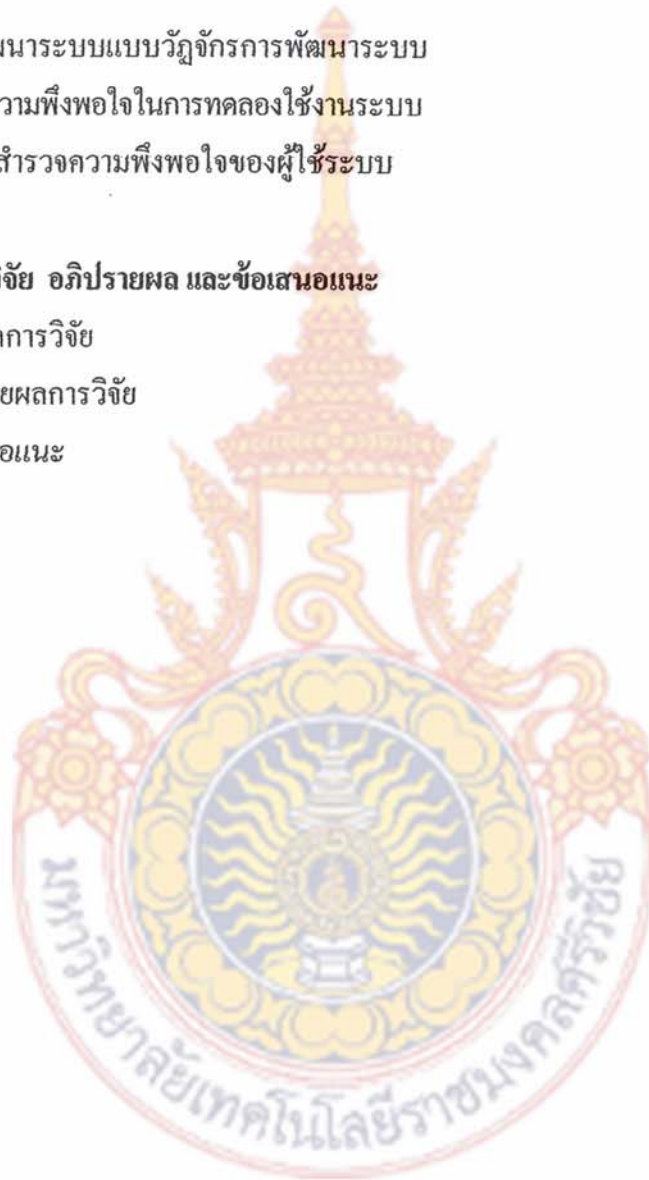 ฒนาระบบแบบวัฏจักรการพัฒนาระบบ
วามพึงพอใจในการทดลองใช้งานระบบ
สำรวจความพึงพอใจของผู้ใช้ระบบ
วิจัย อภิปรายผล และข้อเสนอแนะ
ลการวิจัย
ยผลการวิจัย
อแนะ
มหาวิทยาลัยเทคโนโลยีราชมงคลศรีวิชัย